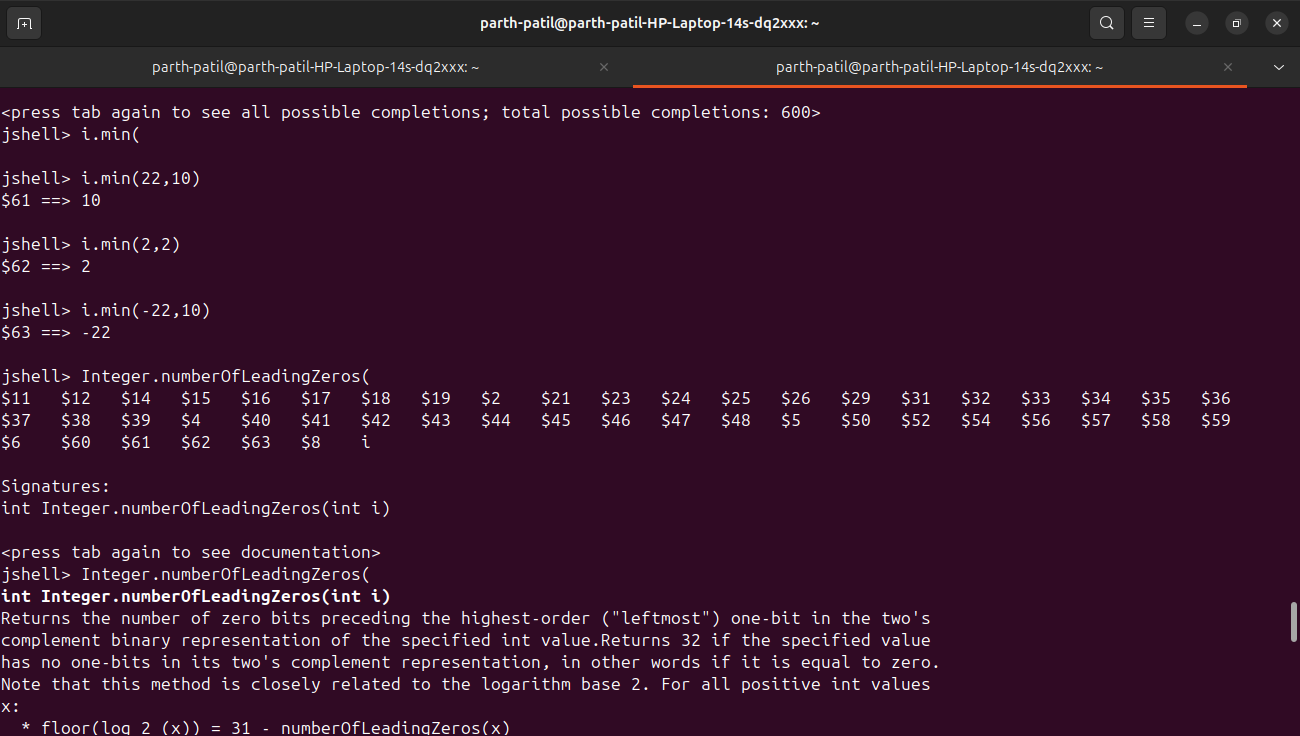 parth-patil@parth-patil-HP-Laptop-14s-dq2xxx: ~
parth-patil@parth-patil-HP-Laptop-14s-dq2xxx: ~
parth-patil@parth-patil-HP-Laptop-14s-dq2xxx: ~
<press tab again to see all possible completions; total possible completions: 600>
jshell> i.min(
jshell> i.min(22,10)
$61 ==> 10
jshell> i.min(2,2)
$62 ==> 2
jshell> i.min(-22,10)
$63 ==> -22
jshell> Integer.numberOfLeadingZeros(
$11   $12   $14   $15   $16   $17   $18   $19   $2    $21   $23   $24   $25   $26   $29   $31   $32   $33   $34   $35   $36
$37   $38   $39   $4    $40   $41   $42   $43   $44   $45   $46   $47   $48   $5    $50   $52   $54   $56   $57   $58   $59
$6    $60   $61   $62   $63   $8    i
Signatures:
int Integer.numberOfLeadingZeros(int i)
<press tab again to see documentation>
jshell> Integer.numberOfLeadingZeros(
int Integer.numberOfLeadingZeros(int i)
Returns the number of zero bits preceding the highest-order ("leftmost") one-bit in the two's
complement binary representation of the specified int value.Returns 32 if the specified value
has no one-bits in its two's complement representation, in other words if it is equal to zero.
Note that this method is closely related to the logarithm base 2. For all positive int values
x:
  * floor(log 2 (x)) = 31 - numberOfLeadingZeros(x)